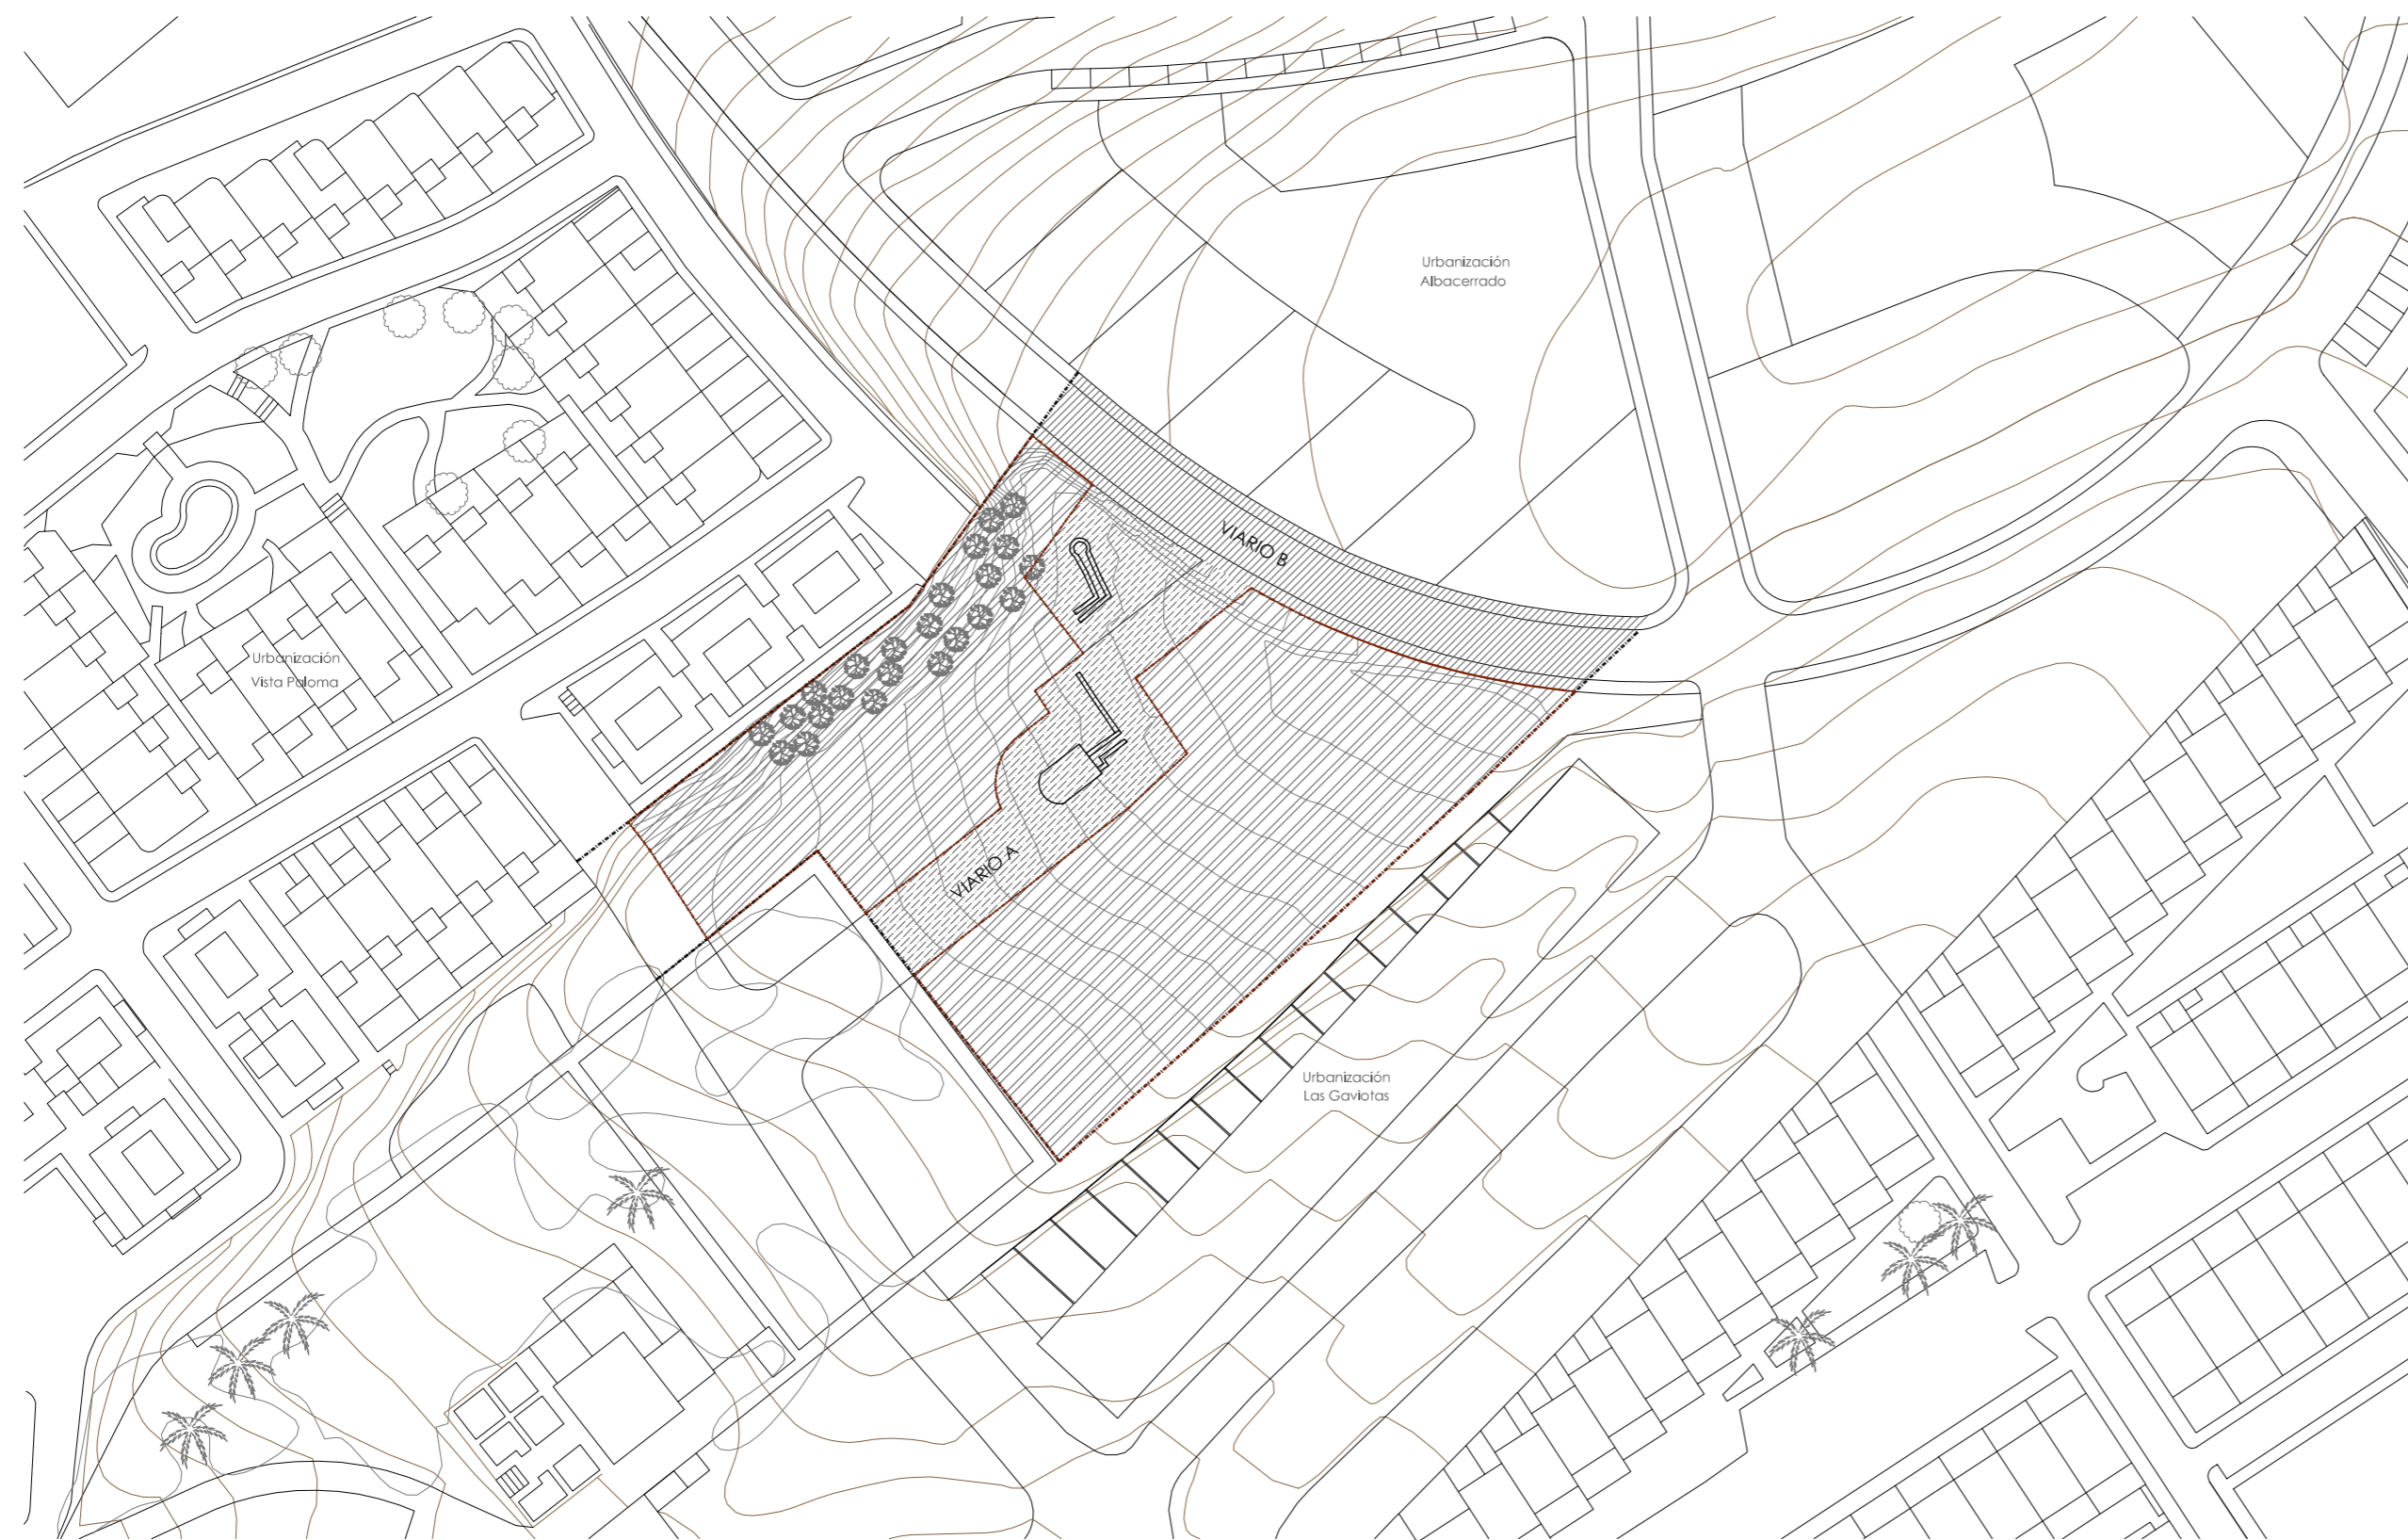 Urbanización
Albacerrado
VIARIO B
Urbanización
Vista Paloma
VIARIO A
Urbanización
Las Gaviotas